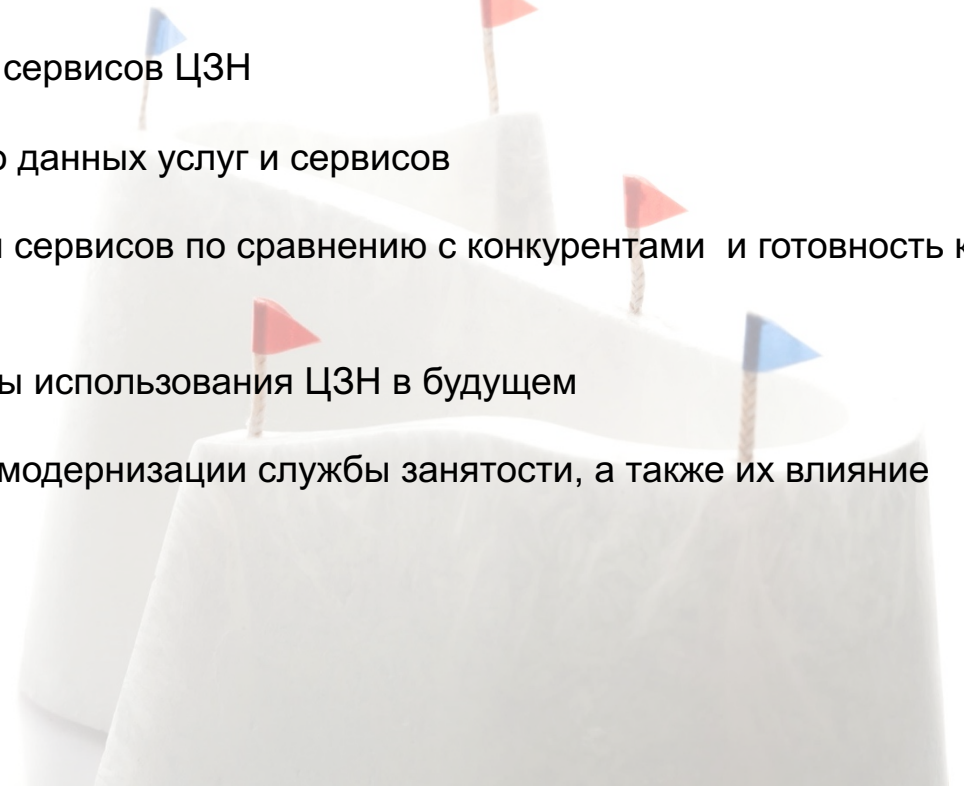 сервисов ЦЗН
данных услуг и сервисов
сервисов по сравнению с конкурентами и готовность к
использования ЦЗН в будущем
модернизации службы занятости, а также их влияние